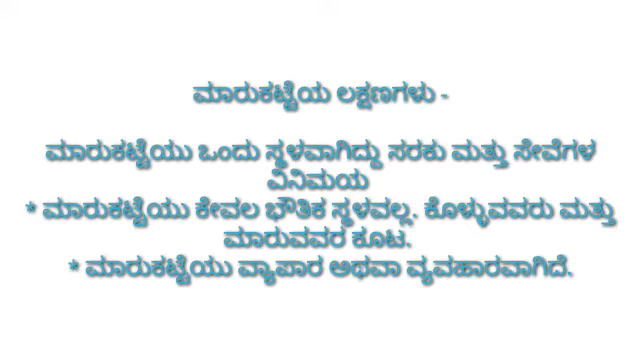 ಮಾರುಕಟ್ಟೆಯ ಲಕ್ಷಣಗಳು -
ಮಾರುಕಟ್ಟೆಯು ಒಂದು ಸ್ಥಳವಾಗಿದ್ದು ಸರಕು ಮತ್ತು ಸೇವೆಗಳ
ವಿನಿಮಯ
* ಮಾರುಕಟ್ಟೆಯು ಕೇವಲ ಭೌತಿಕ ಸ್ಥಳವಲ್ಲ. ಕೊಳ್ಳುವವರು ಮತ್ತು
ಮಾರುವವರ ಕೂಟ.
* ಮಾರುಕಟ್ಟೆಯು ವ್ಯಾಪಾರ ಅಥವಾ ವ್ಯವಹಾರವಾಗಿದೆ.